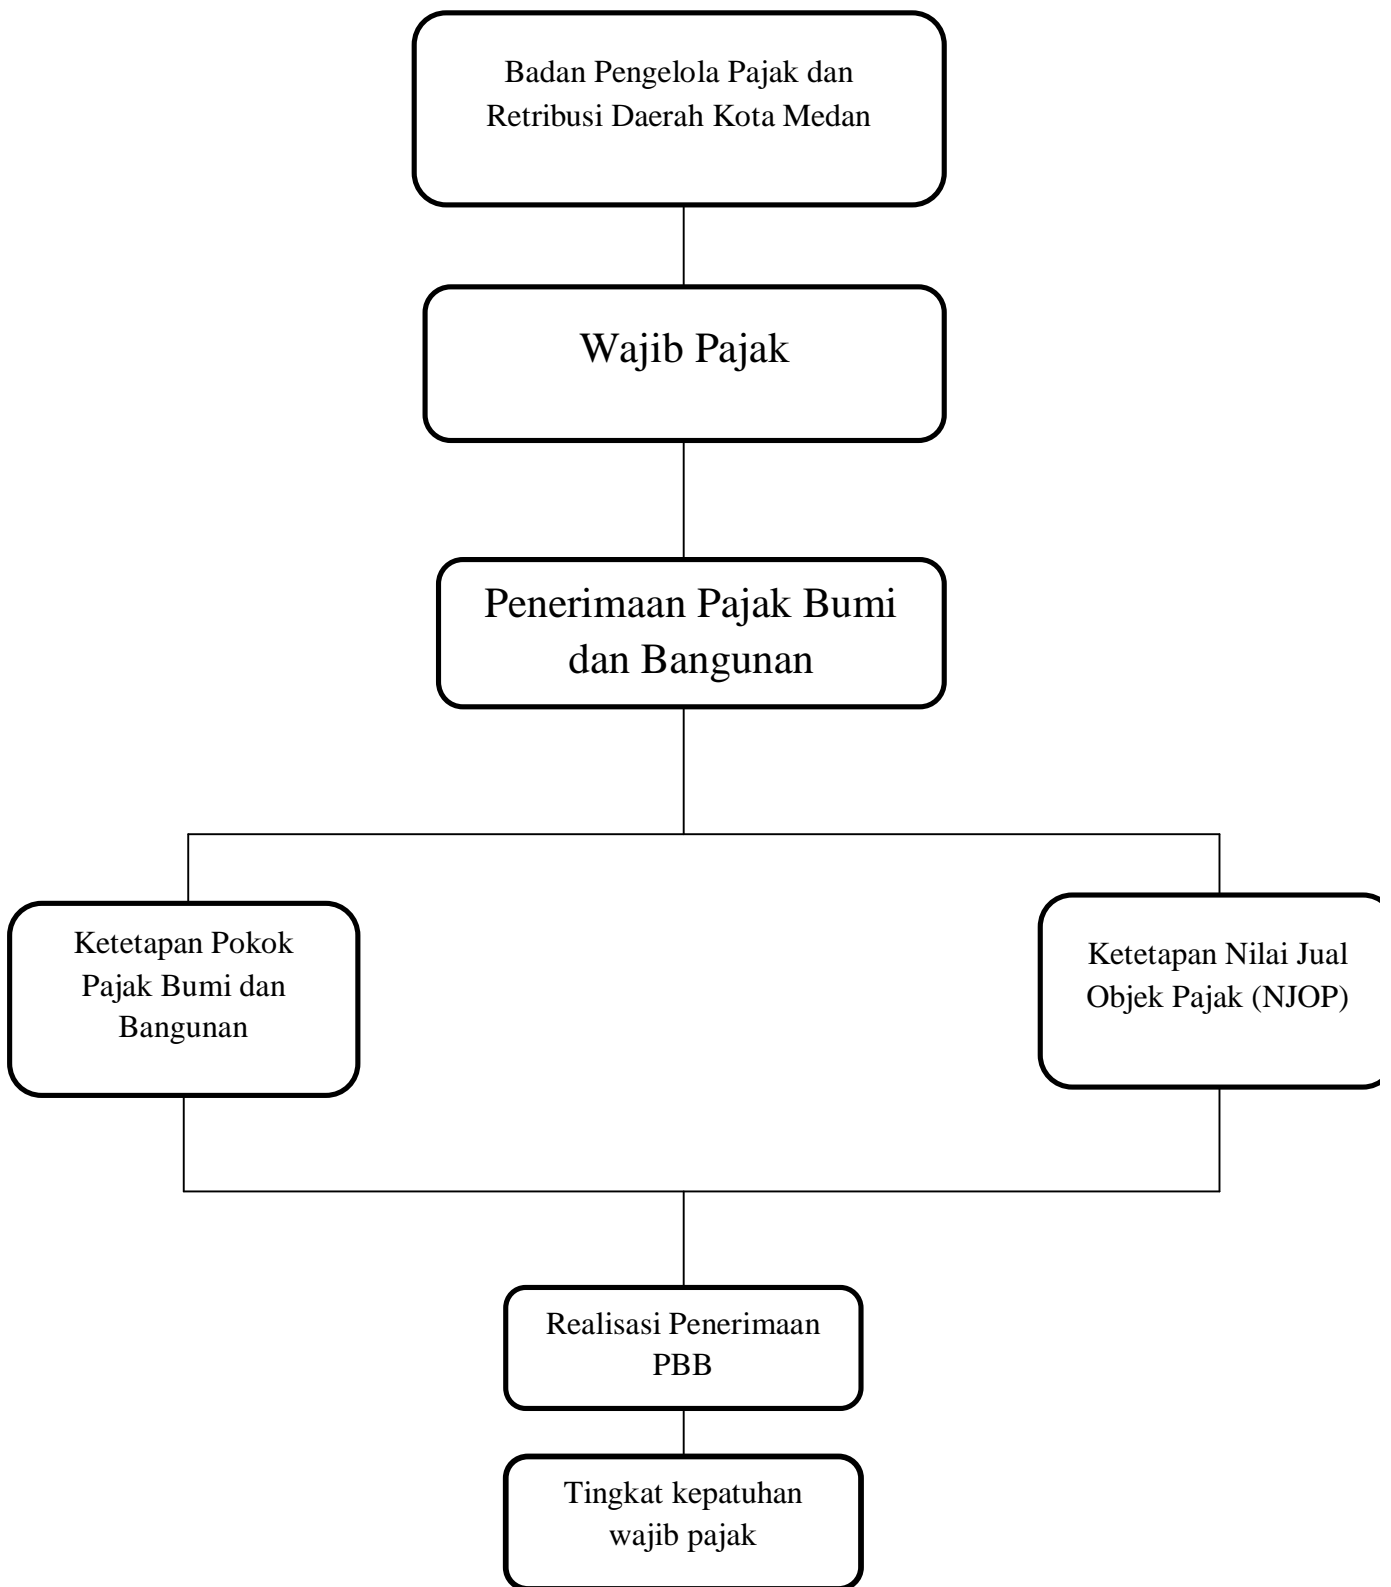 Badan Pengelola Pajak dan
Retribusi Daerah Kota Medan
Wajib Pajak
Penerimaan Pajak Bumi
dan Bangunan
Ketetapan Pokok
Pajak Bumi dan
Bangunan
Ketetapan Nilai Jual
Objek Pajak (NJOP)
Realisasi Penerimaan
PBB
Tingkat kepatuhan
wajib pajak